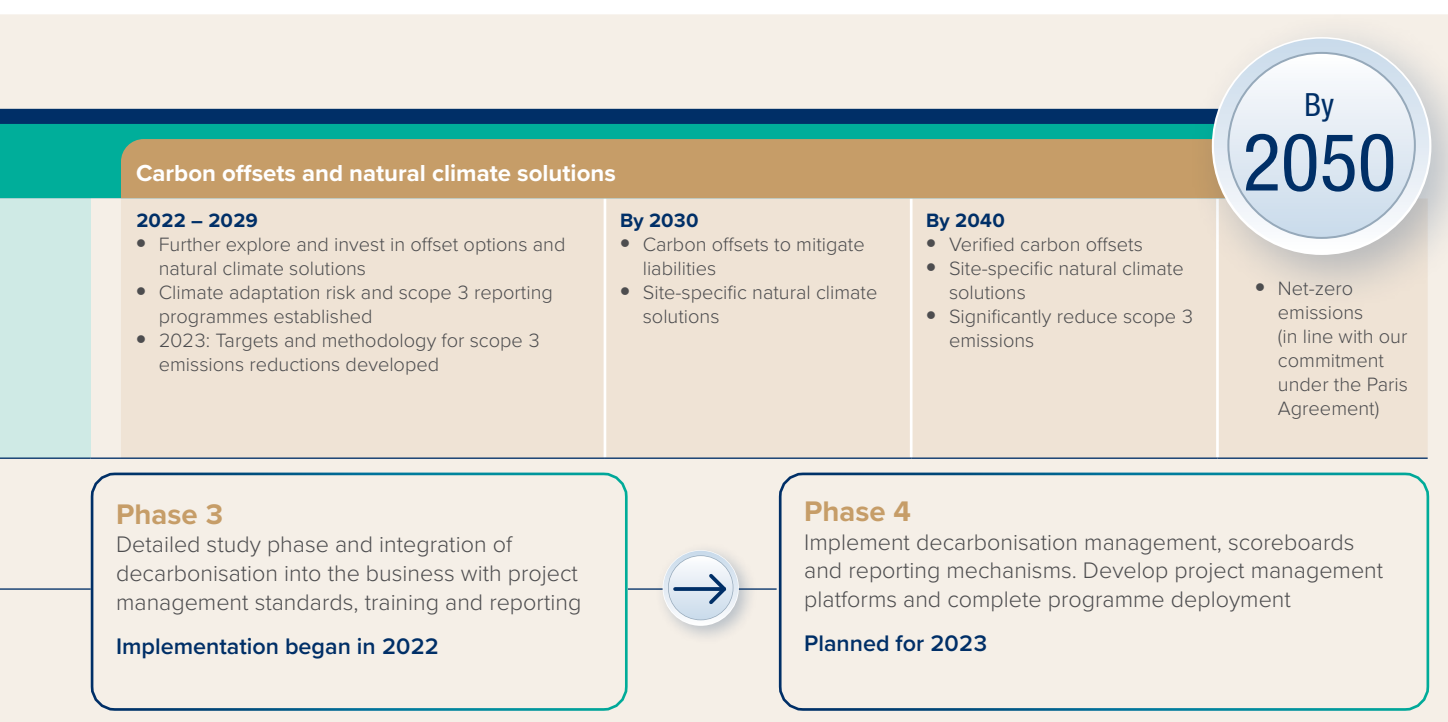 By
2050
Carbon offsets and natural climate solutions
2022 – 2029
• Further explore and invest in offset options and
natural climate solutions
• Climate adaptation risk and scope 3 reporting
programmes established
• 2023: Targets and methodology for scope 3
emissions reductions developed
By 2030
• Carbon offsets to mitigate
liabilities
• Site-specific natural climate
solutions
By 2040
• Verified carbon offsets
• Site-specific natural climate
solutions
• Significantly reduce scope 3
emissions
• Net-zero
emissions
(in line with our
commitment
under the Paris
Agreement)
Phase 3
Detailed study phase and integration of
decarbonisation into the business with project
management standards, training and reporting
Implementation began in 2022
Phase 4
Implement decarbonisation management, scoreboards
and reporting mechanisms. Develop project management
platforms and complete programme deployment
Planned for 2023